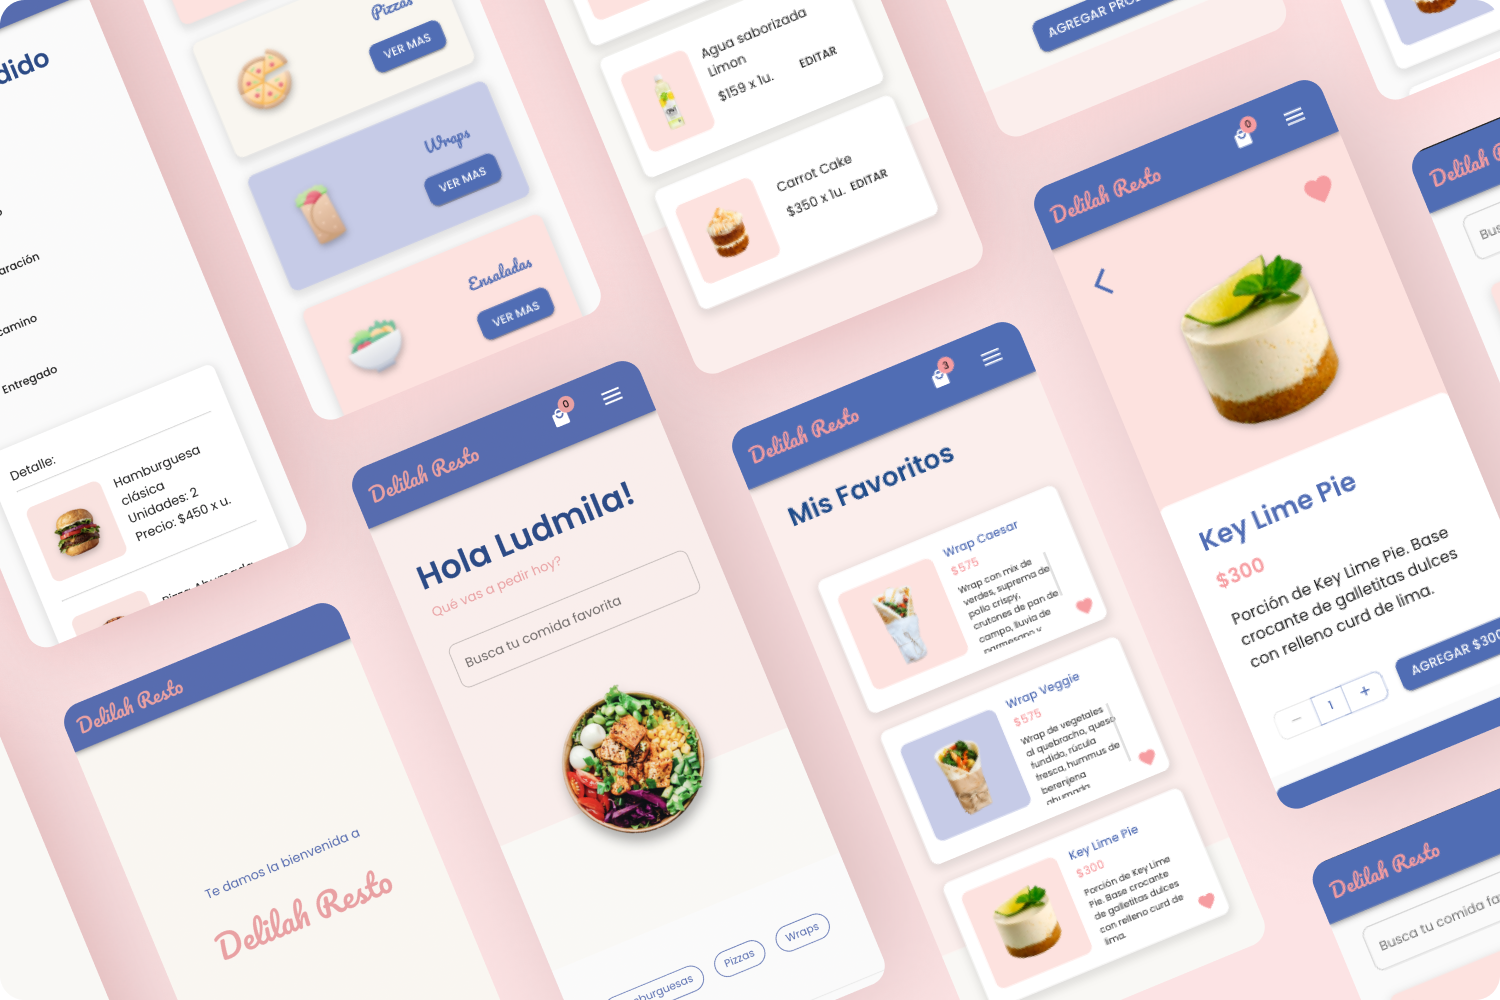 dido
aración
camino
Entregado
Detalle:
Hamburguesa
clásica
Unidades: 2
Precio: $450 x u.
Pizzas
VER MAS
Wraps
VER MAS
Ensaladas
VER MAS
Agua saborizada
Limon
$159 x 1u.
EDITAR
Carrot Cake
$350 x 1u.
EDITAR
AGREGAR PRO
Delilah Resto
0
Key Lime Pie
$300
Porción de Key Lime Pie. Base
crocante de galletitas dulces
con relleno curd de lima.
1
AGREGAR $300
Delilah Resto
Bus
Delilah Resto
Te damos la bienvenida a
Delilah Resto
Delilah Resto
0
Hola Ludmila!
Qué vas a pedir hoy?
Busca tu comida favorita
burguesas
Pizzas
Wraps
Delilah Resto
3
Mis Favoritos
Wrap Caesar
$575
Wrap con mix de
verdes, suprema de
pollo crispy,
crutones de pan de
campo, lluvia de
parmesano y
Wrap Veggie
$575
Wrap de vegetales
al quebracho, queso
fundido, rúcula
fresca, hummus de
berenjena
ahumada
Key Lime Pie
$300
Porción de Key Lime
Pie. Base crocante
de galletitas dulces
con relleno curd de
lima.
Delilah Resto
Busca tu comida fa